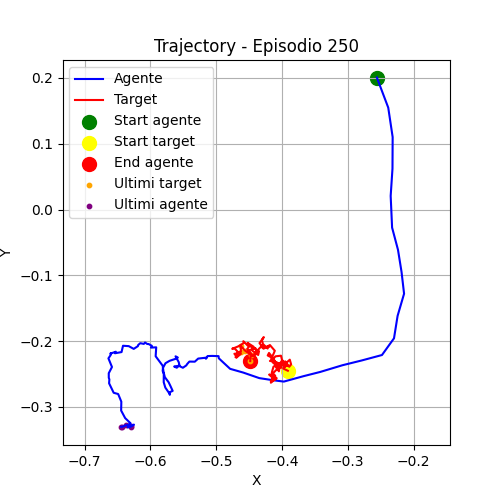 Trajectory - Episodio 250
Agente
Target
Start agente
Start target
End agente
Ultimi target
Ultimi agente
0.2
0.1
0.0
−0.1
−0.2
−0.3
Y
−0.7 −0.6 −0.5 −0.4 −0.3 −0.2
X